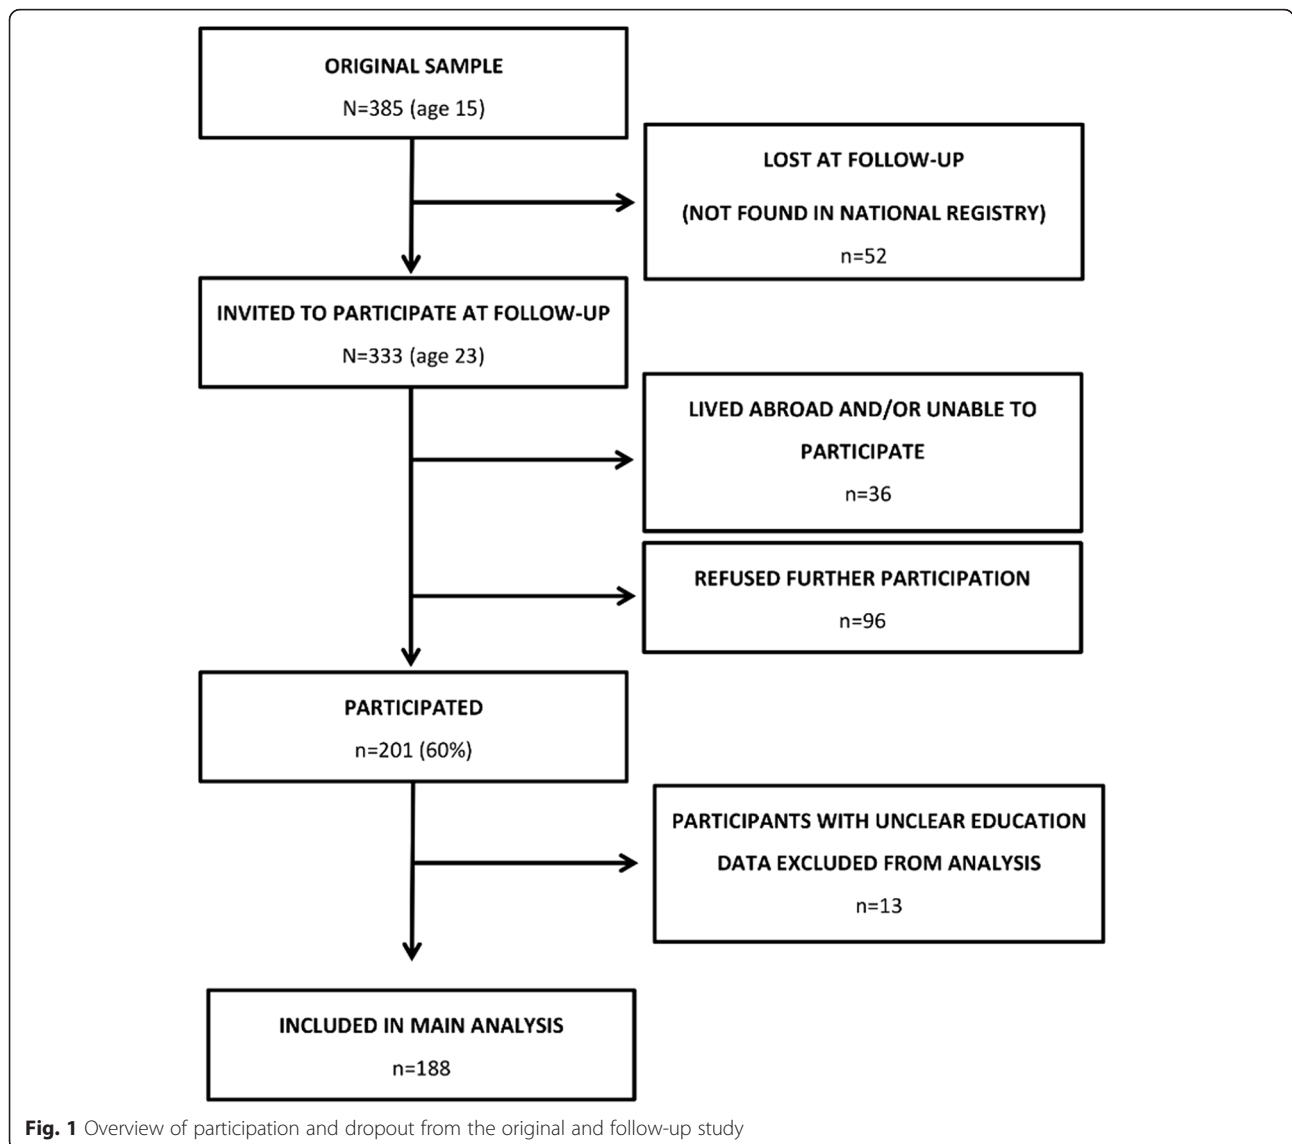 ORIGINAL SAMPLE
N=385 (age 15)
LOST AT FOLLOW-UP
(NOT FOUND IN NATIONAL REGISTRY)
n=52
INVITED TO PARTICIPATE AT FOLLOW-UP
N=333 (age 23)
LIVED ABROAD AND/OR UNABLE TO
PARTICIPATE
n=36
REFUSED FURTHER PARTICIPATION
n=96
PARTICIPATED
n=201 (60%)
PARTICIPANTS WITH UNCLEAR EDUCATION
DATA EXCLUDED FROM ANALYSIS
n=13
INCLUDED IN MAIN ANALYSIS
n=188
Fig. 1 Overview of participation and dropout from the original and follow-up study